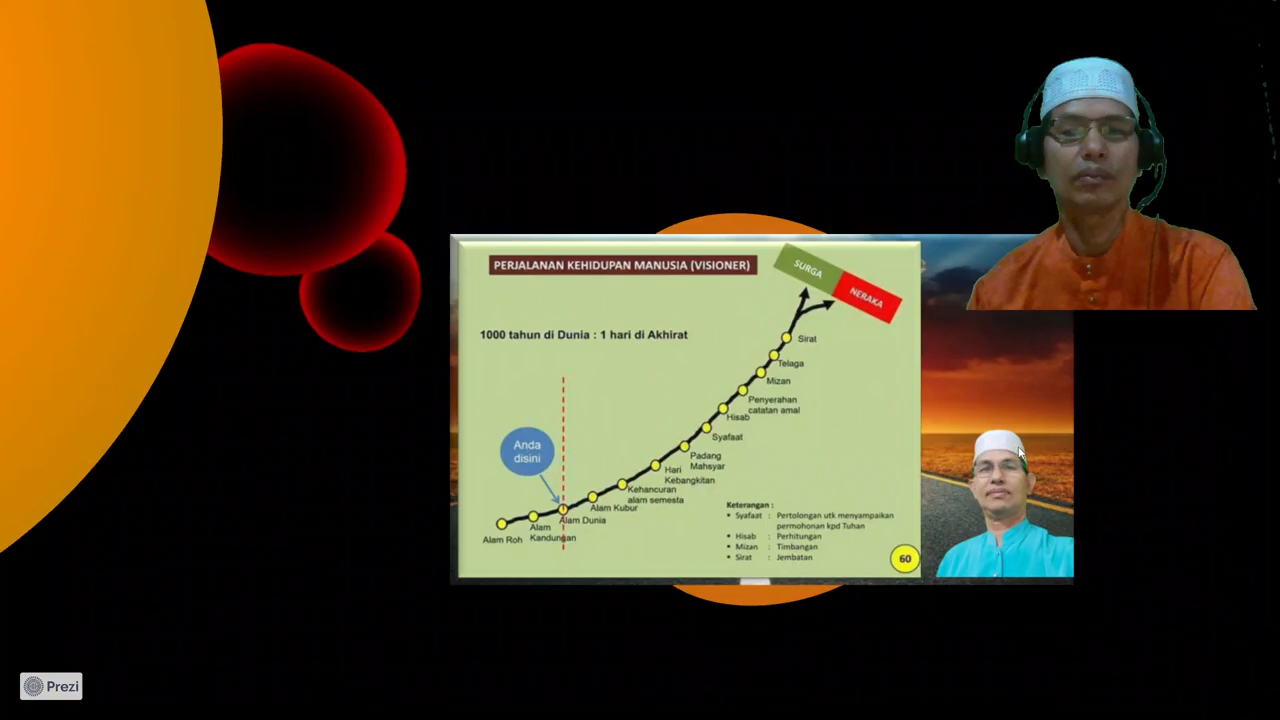 PERJALANAN KEHIDUPAN MANUSIA (VISIONER)
SURGA
NERAKA
1000 tahun di Dunia : 1 hari di Akhirat
Sirat
Telaga
Mizan
Penyerahan
catatan amal
Hisab
Syafaat
Padang
Mahsyar
Hari
Kebangkitan
Kehancuran
alam semesta
Alam Kubur
Anda
disini
Alam Dunia
Alam
Kandungan
Alam Roh
Keterangan :
▪ Syafaat : Pertolongan utk menyampaikan
permohonan kpd Tuhan
▪ Hisab : Perhitungan
▪ Mizan : Timbangan
▪ Sirat : Jembatan
60
Prezi